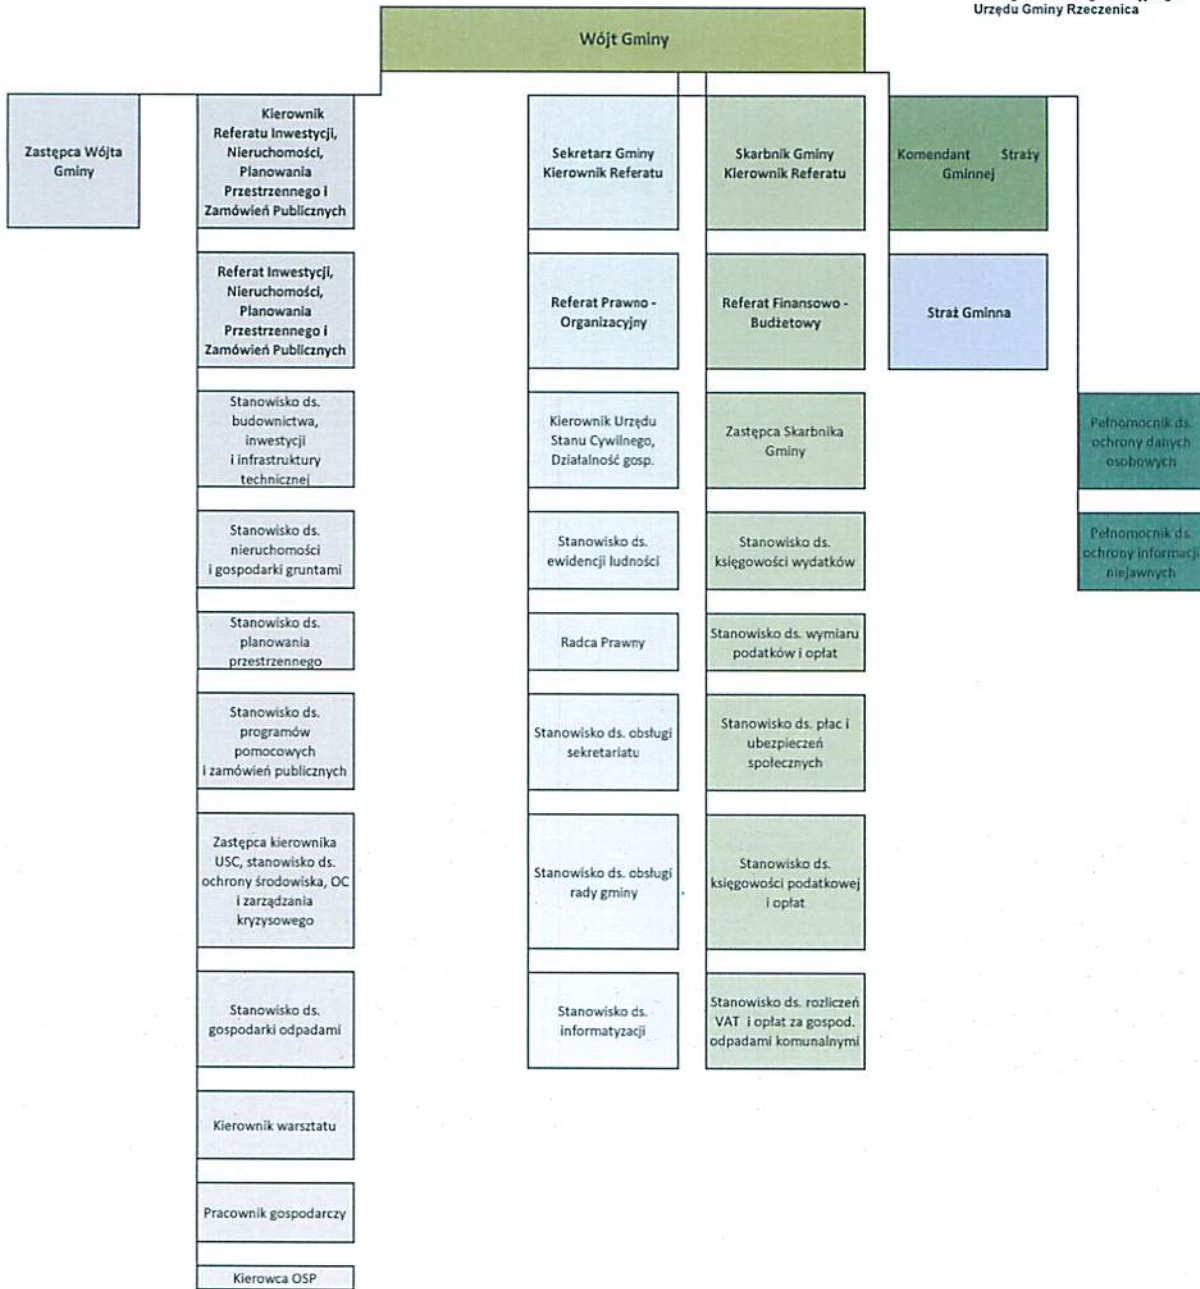 Urzędu Gminy Rzeczenica
Wójt Gminy
Zastępca Wójta
Gminy
Kierownik
Referatu Inwestycji,
Nieruchomości,
Planowania
Przestrzennego i
Zamówień Publicznych
Sekretarz Gminy
Kierownik Referatu
Skarbnik Gminy
Kierownik Referatu
Komendant Straży
Gminnej
Referat Inwestycji,
Nieruchomości,
Planowania
Przestrzennego i
Zamówień Publicznych
Referat Prawno -
Organizacyjny
Referat Finansowo -
Budżetowy
Straż Gminna
Stanowisko ds.
budownictwa,
inwestycji
i infrastruktury
technicznej
Kierownik Urzędu
Stanu Cywilnego,
Działalność gosp.
Zastępca Skarbnika
Gminy
Pełnomocnik ds.
ochrony danych
osobowych
Stanowisko ds.
nieruchomości
i gospodarki gruntami
Stanowisko ds.
ewidencji ludności
Stanowisko ds.
księgowości wydatków
Pełnomocnik ds.
ochrony informacji
niejawnych
Stanowisko ds.
planowania
przestrzennego
Radca Prawny
Stanowisko ds. wymiaru
podatków i opłat
Stanowisko ds.
programów
pomocowych
i zamówień publicznych
Stanowisko ds. obsługi
sekretariatu
Stanowisko ds. płac i
ubezpieczeń
społecznych
Zastępca kierownika
USC, stanowisko ds.
ochrony środowiska, OC
i zarządzania
kryzysowego
Stanowisko ds. obsługi
rady gminy
Stanowisko ds.
księgowości podatkowej
i opłat
Stanowisko ds.
gospodarki odpadami
Stanowisko ds.
informatyzacji
Stanowisko ds. rozliczeń
VAT i opłat za gospod.
odpadami komunalnymi
Kierownik warsztatu
Pracownik gospodarczy
Kierowca OSP